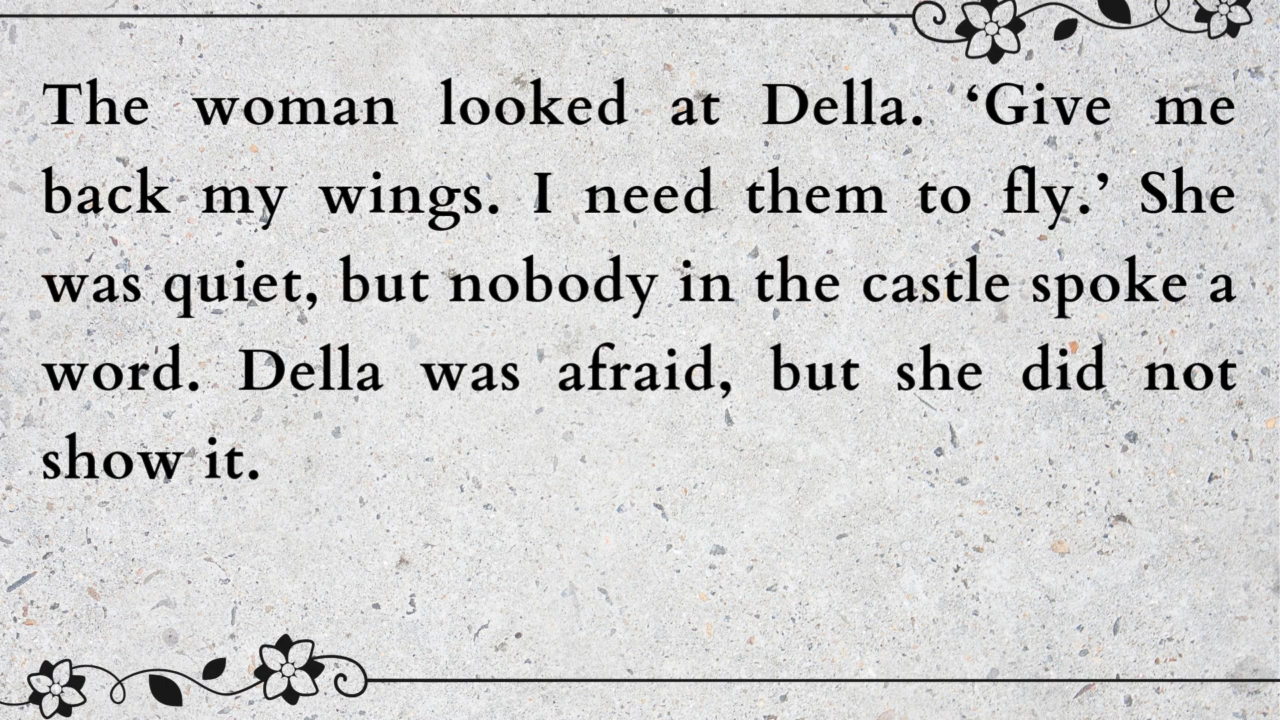 The woman looked at Della. ‘Give me
back my wings. I need them to fly.’ She
was quiet, but nobody in the castle spoke a
word. Della was afraid, but she did not
show it.